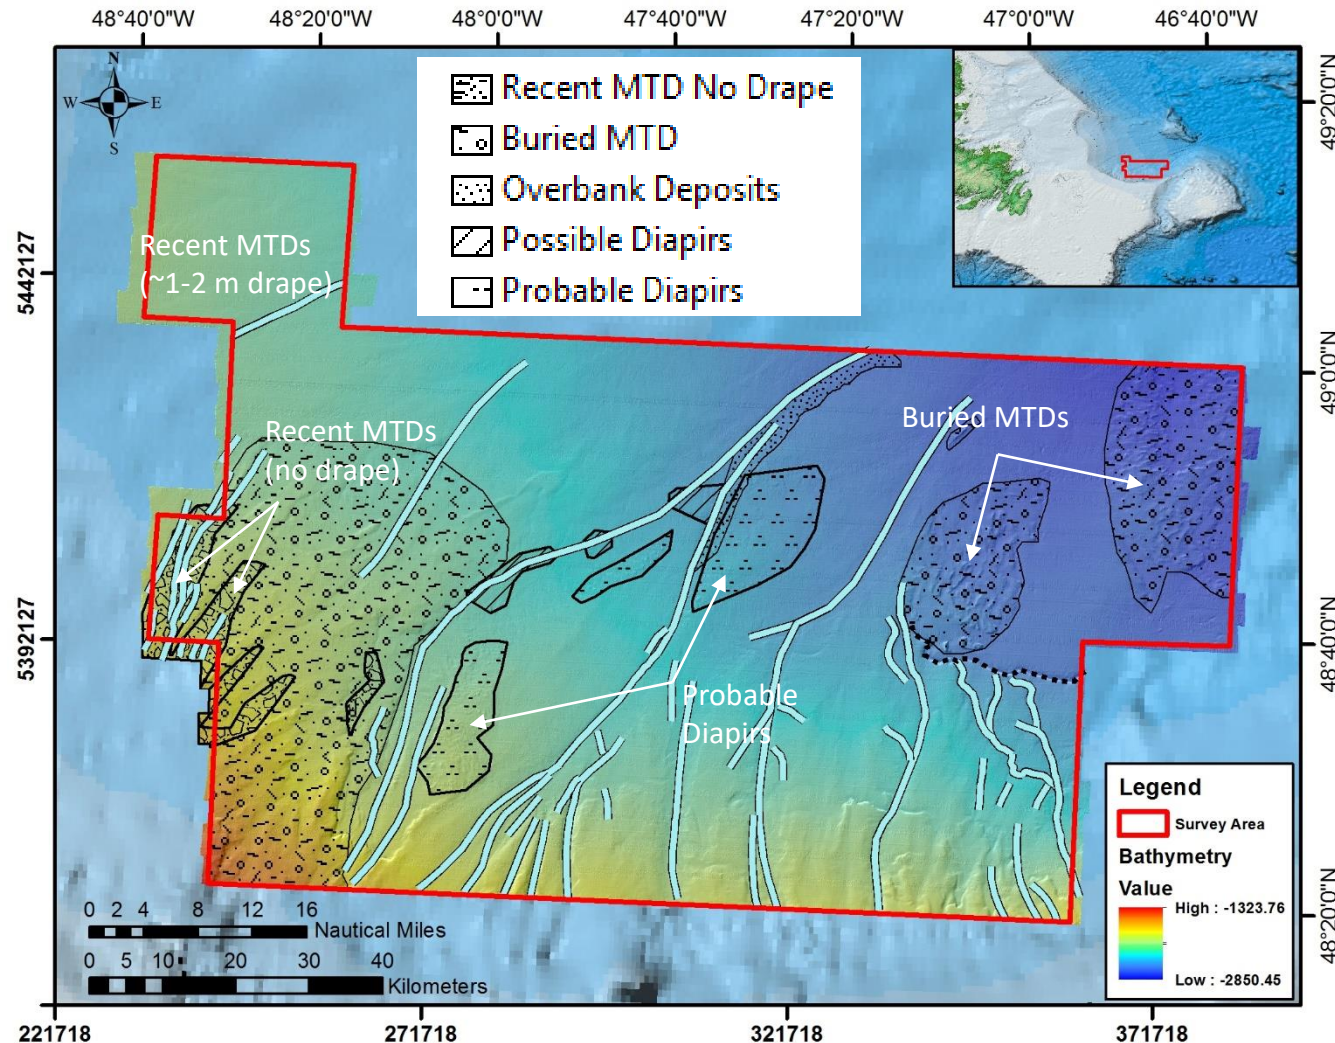 48°40'0"W 48°20'0"W 48°0'0"W 47°40'0"W 47°20'0"W 47°0'0"W 46°40'0"W
N
W E
S
Recent MTD No Drape
Buried MTD
Overbank Deposits
Possible Diapirs
Probable Diapirs
49°20'0"N
49°0'0"N
48°40'0"N
48°20'0"N
5442127
5392127
Recent MTDs
(~1-2 m drape)
Recent MTDs
(no drape)
Buried MTDs
Probable
Diapirs
Legend
Survey Area
Bathymetry
Value
High : -1323.76
Low : -2850.45
0 2 4 8 12 16
Nautical Miles
0 5 10 20 30 40
Kilometers
221718 271718 321718 371718